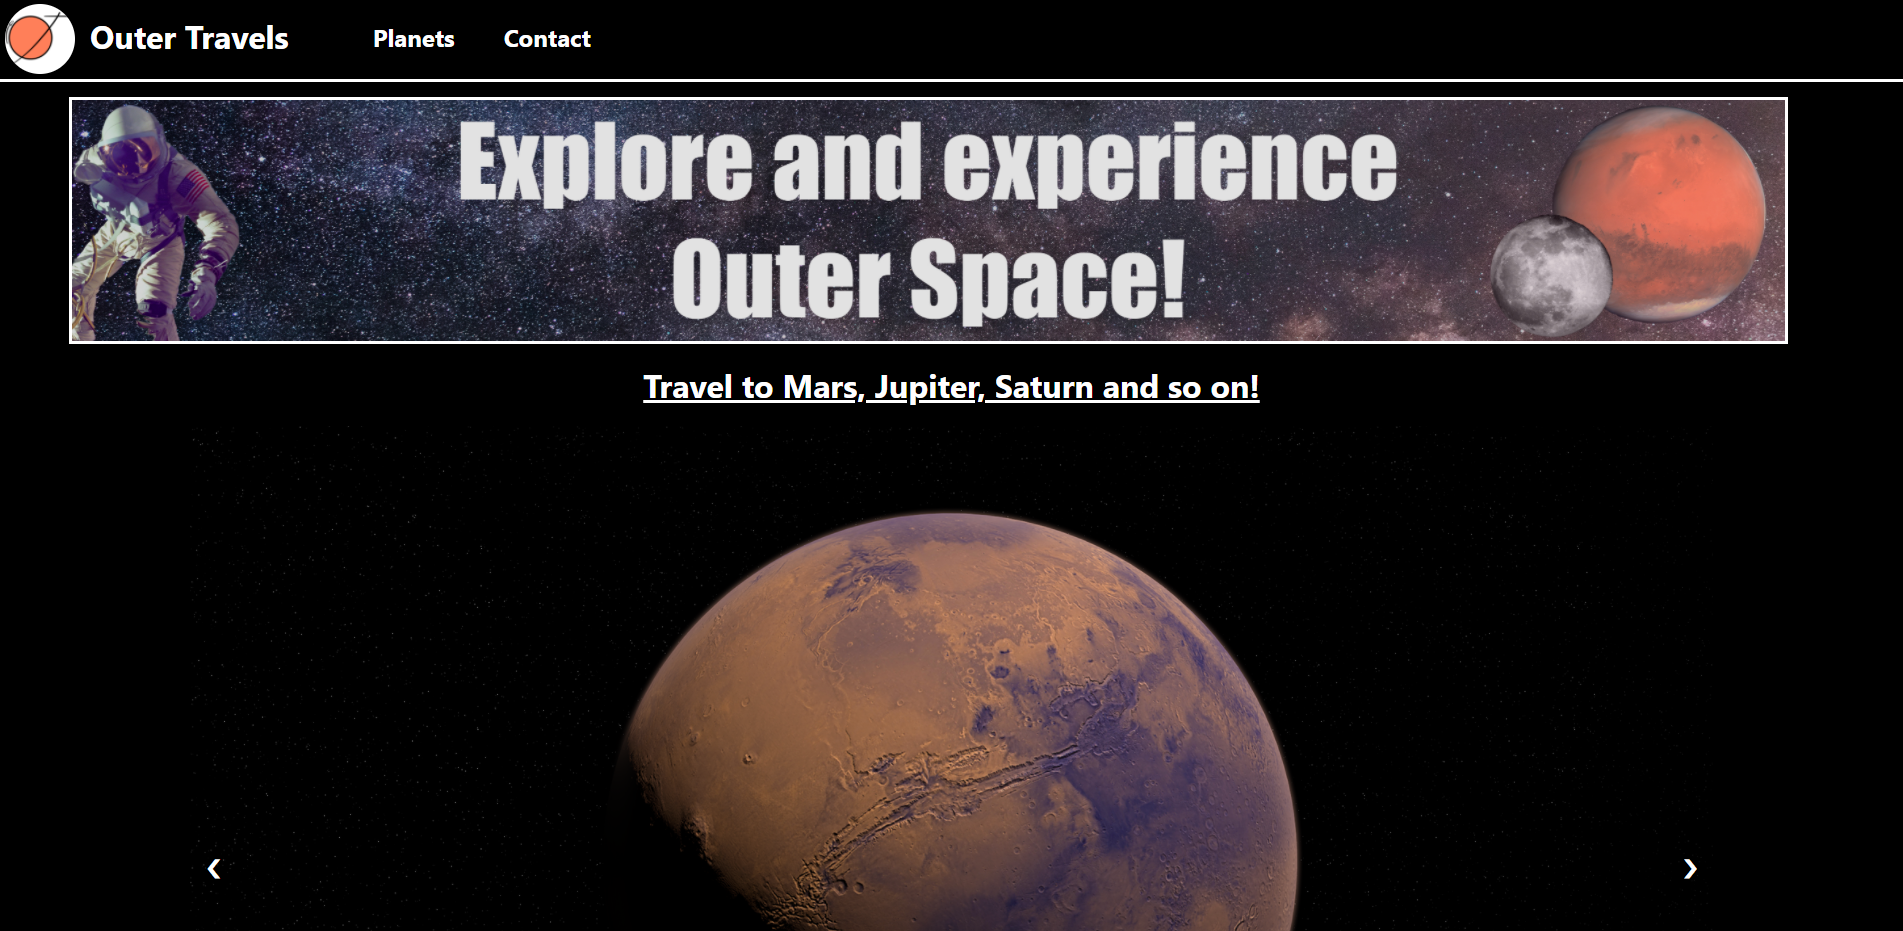 Outer Travels
Planets
Contact
Explore and experience
Outer Space!
Travel to Mars, Jupiter, Saturn and so on!
❮
❯